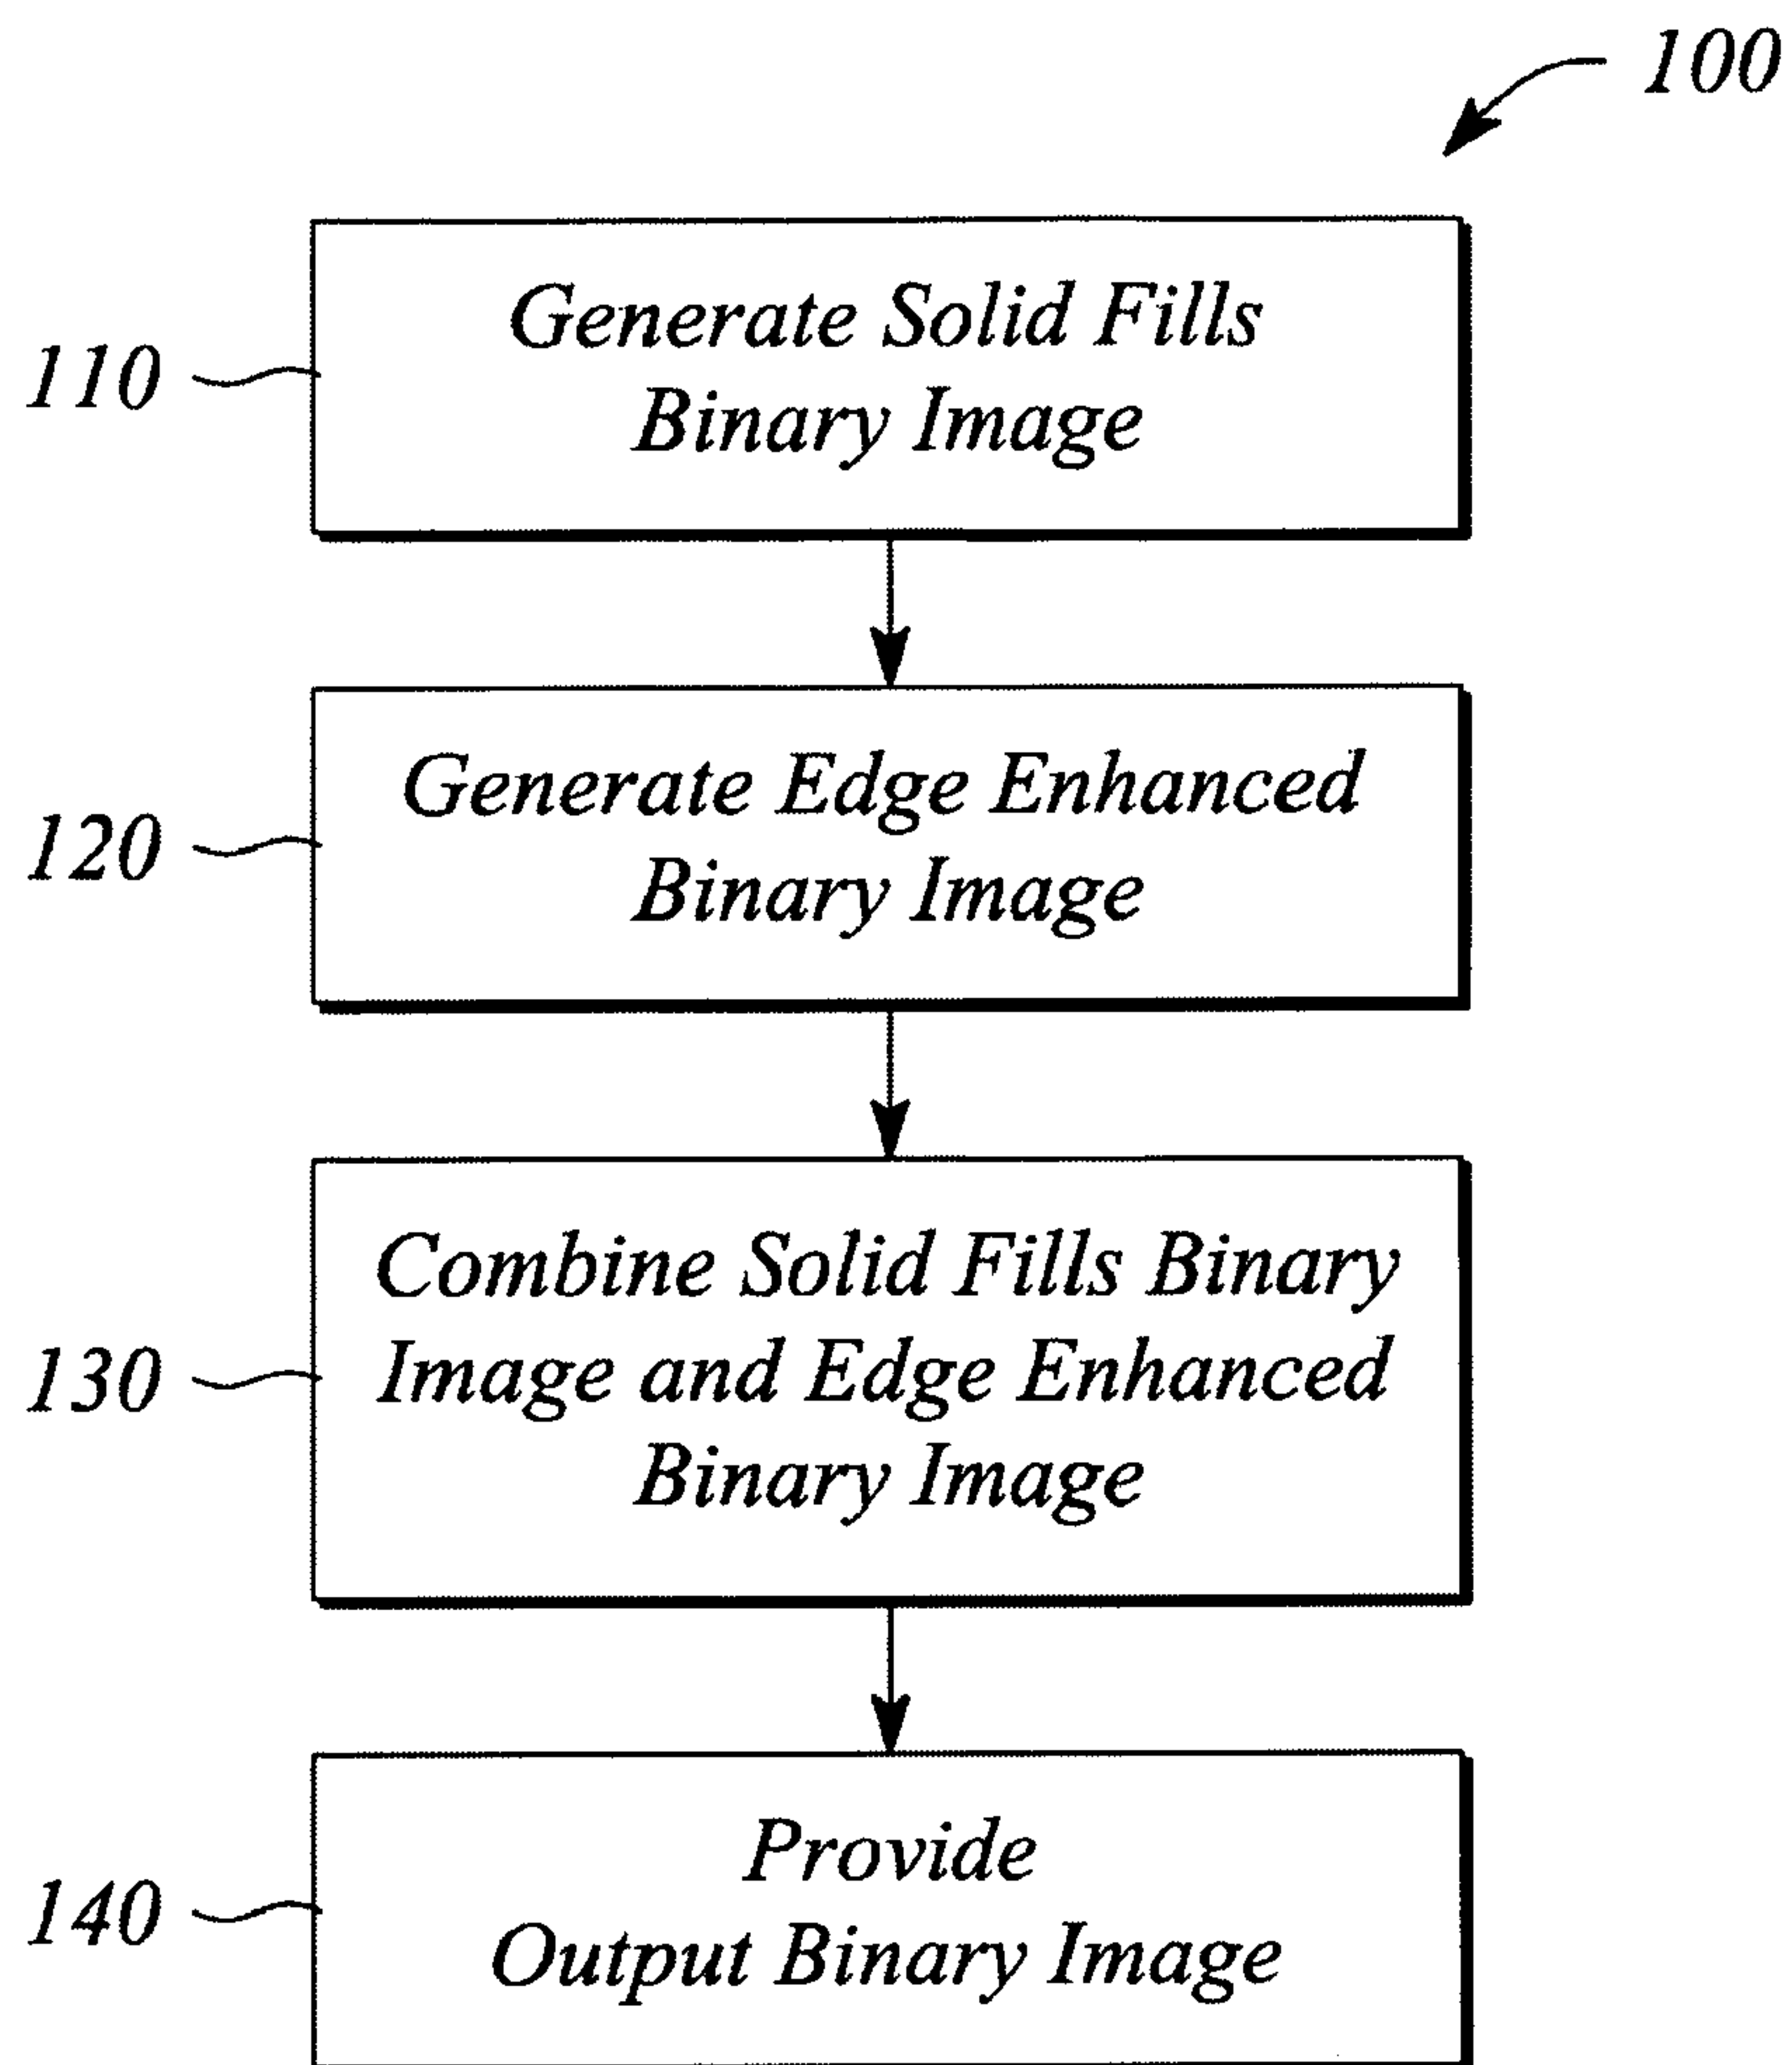 100
110
Generate Solid Fills
Binary Image
120
Generate Edge Enhanced
Binary Image
130
Combine Solid Fills Binary
Image and Edge Enhanced
Binary Image
140
Provide
Output Binary Image